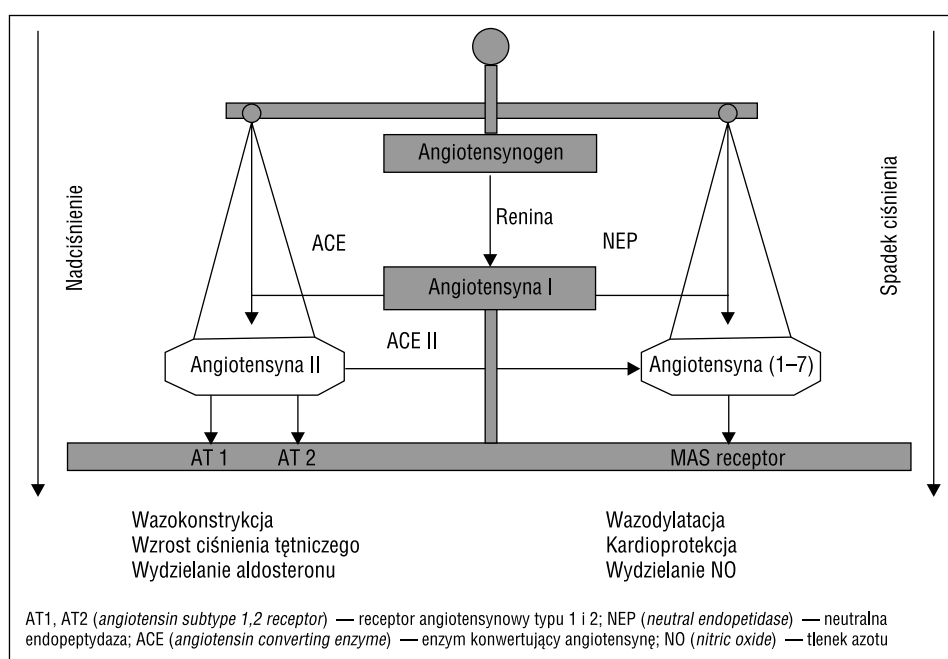 Nadciśnienie
Spadek ciśnienia
Angiotensynogen
Renina
ACE
NEP
Angiotensyna I
ACE II
Angiotensyna II
Angiotensyna (1–7)
AT 1
AT 2
MAS receptor
Wazokonstrykcja
Wzrost ciśnienia tętniczego
Wydzielanie aldosteronu
Wazodylatacja
Kardioprotekcja
Wydzielanie NO
AT1, AT2 (angiotensin subtype 1,2 receptor) — receptor angiotensynowy typu 1 i 2; NEP (neutral endopetidase) — neutralna
endopeptydaza; ACE (angiotensin converting enzyme) — enzym konwertujący angiotensynę; NO (nitric oxide) — tlenek azotu